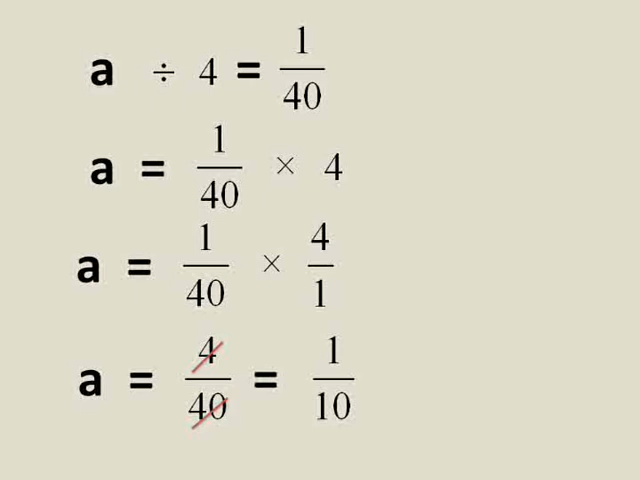 a ÷ 4 = 1/40
a = 1/40 × 4
a = 1/40 × 4/1
a = 4/40 = 1/10